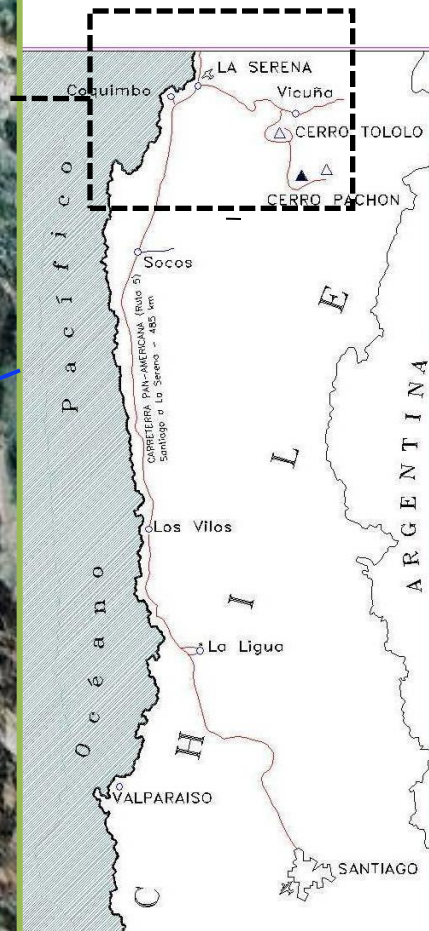 LA SERENA
Coquimbo
Vicuña
CERRO TOLOLO
CERRO PACHON
Socos
CARRETERRA PAN-AMERICANA (Ruta 5)
Santiago a La Serena - 485 km
Océano Pacífico
CHILE
ARGENTINA
Los Vilos
La Ligua
VALPARAISO
SANTIAGO